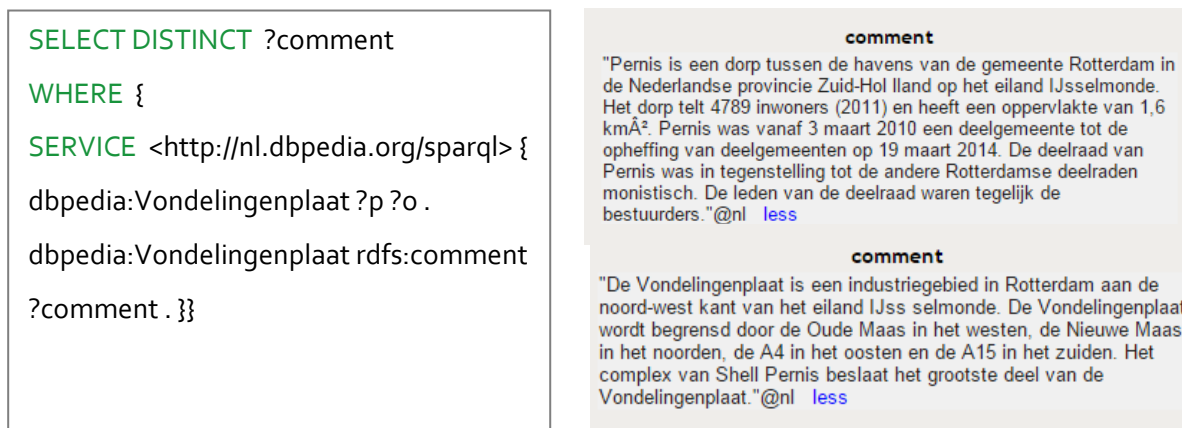 SELECT DISTINCT ?comment
WHERE {
SERVICE <http://nl.dbpedia.org/sparql> {
dbpedia:Vondelingenplaat ?p ?o .
dbpedia:Vondelingenplaat rdfs:comment
?comment . }}
comment
"Pernis is een dorp tussen de havens van de gemeente Rotterdam in
de Nederlandse provincie Zuid-Hol lland op het eiland IJsselmonde.
Het dorp telt 4789 inwoners (2011) en heeft een oppervlakte van 1,6
kmÂ². Pernis was vanaf 3 maart 2010 een deelgemeente tot de
opheffing van deelgemeenten op 19 maart 2014. De deelraad van
Pernis was in tegenstelling tot de andere Rotterdamse deelraden
monistisch. De leden van de deelraad waren tegelijk de
bestuurders."@nl less
comment
"De Vondelingenplaat is een industriegebied in Rotterdam aan de
noord-west kant van het eiland IJss selmonde. De Vondelingenplaat
wordt begrensd door de Oude Maas in het westen, de Nieuwe Maas
in het noorden, de A4 in het oosten en de A15 in het zuiden. Het
complex van Shell Pernis beslaat het grootste deel van de
Vondelingenplaat."@nl less